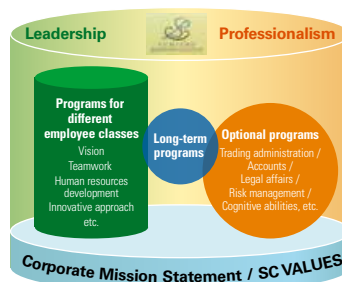 Leadership
Professionalism
Programs for
different
employee classes
Vision
Teamwork
Human resources
development
Innovative approach
etc.
Long-term
programs
Optional programs
Trading administration /
Accounts /
Legal affairs /
Risk management /
Cognitive abilities, etc.
Corporate Mission Statement / SC VALUES